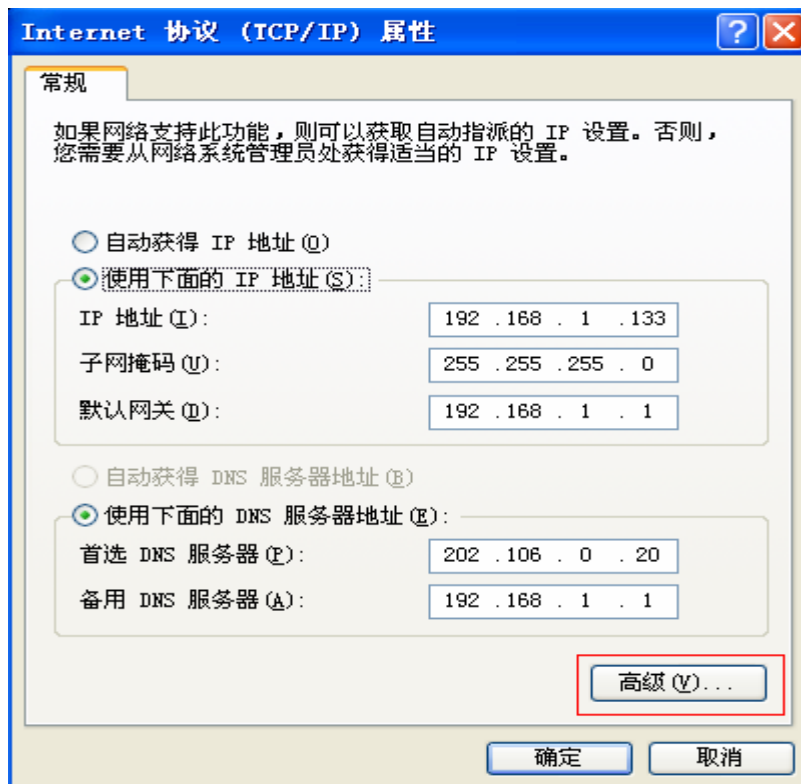 Internet 协议 (TCP/IP) 属性
常规
如果网络支持此功能，则可以获取自动指派的 IP 设置。否则，
您需要从网络系统管理员处获得适当的 IP 设置。
自动获得 IP 地址(O)
使用下面的 IP 地址(S):
IP 地址(I): 192 .168 . 1 .133
子网掩码(U): 255 .255 .255 . 0
默认网关(D): 192 .168 . 1 . 1
自动获得 DNS 服务器地址(B)
使用下面的 DNS 服务器地址(E):
首选 DNS 服务器(P): 202 .106 . 0 . 20
备用 DNS 服务器(A): 192 .168 . 1 . 1
高级(V)...
确定 取消